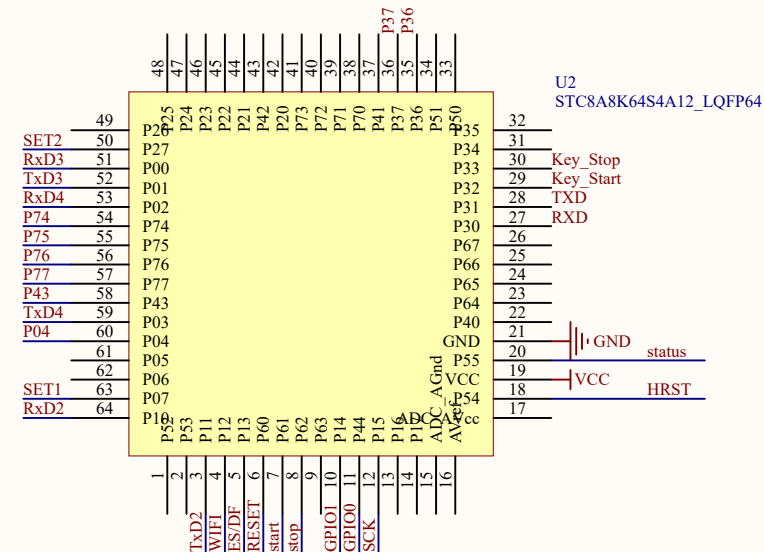 P37
P36
48
47
46
45
44
43
42
41
40
39
38
37
36
35
34
33
U2
STC8A8K64S4A12_LQFP64
P25
P24
P23
P22
P21
P42
P20
P73
P72
P71
P70
P41
P37
P36
P51
P50
49 P26
SET2 50 P27
RxD3 51 P00
TxD3 52 P01
RxD4 53 P02
P74 54 P74
P75 55 P75
P76 56 P76
P77 57 P77
P43 58 P43
TxD4 59 P03
P04 60 P04
61 P05
62 P06
SET1 63 P07
RxD2 64 P10
P35 32
P34 31
P33 30 Key_Stop
P32 29 Key_Start
P31 28 TXD
P30 27 RXD
P67 26
P66 25
P65 24
P64 23
P40 22
GND 21 GND
P55 20 status
VCC 19 VCC
P54 18 HRST
ADC_AVcc 17
P52
P53
P11
P12
P13
P60
P61
P62
P63
P14
P44
P15
P16
P17
ADC_AGnd
AVref
1
2
3
4
5
6
7
8
9
10
11
12
13
14
15
16
TxD2
WIFI
ES/DF
RESET
start
stop
GPIO1
GPIO0
SCK